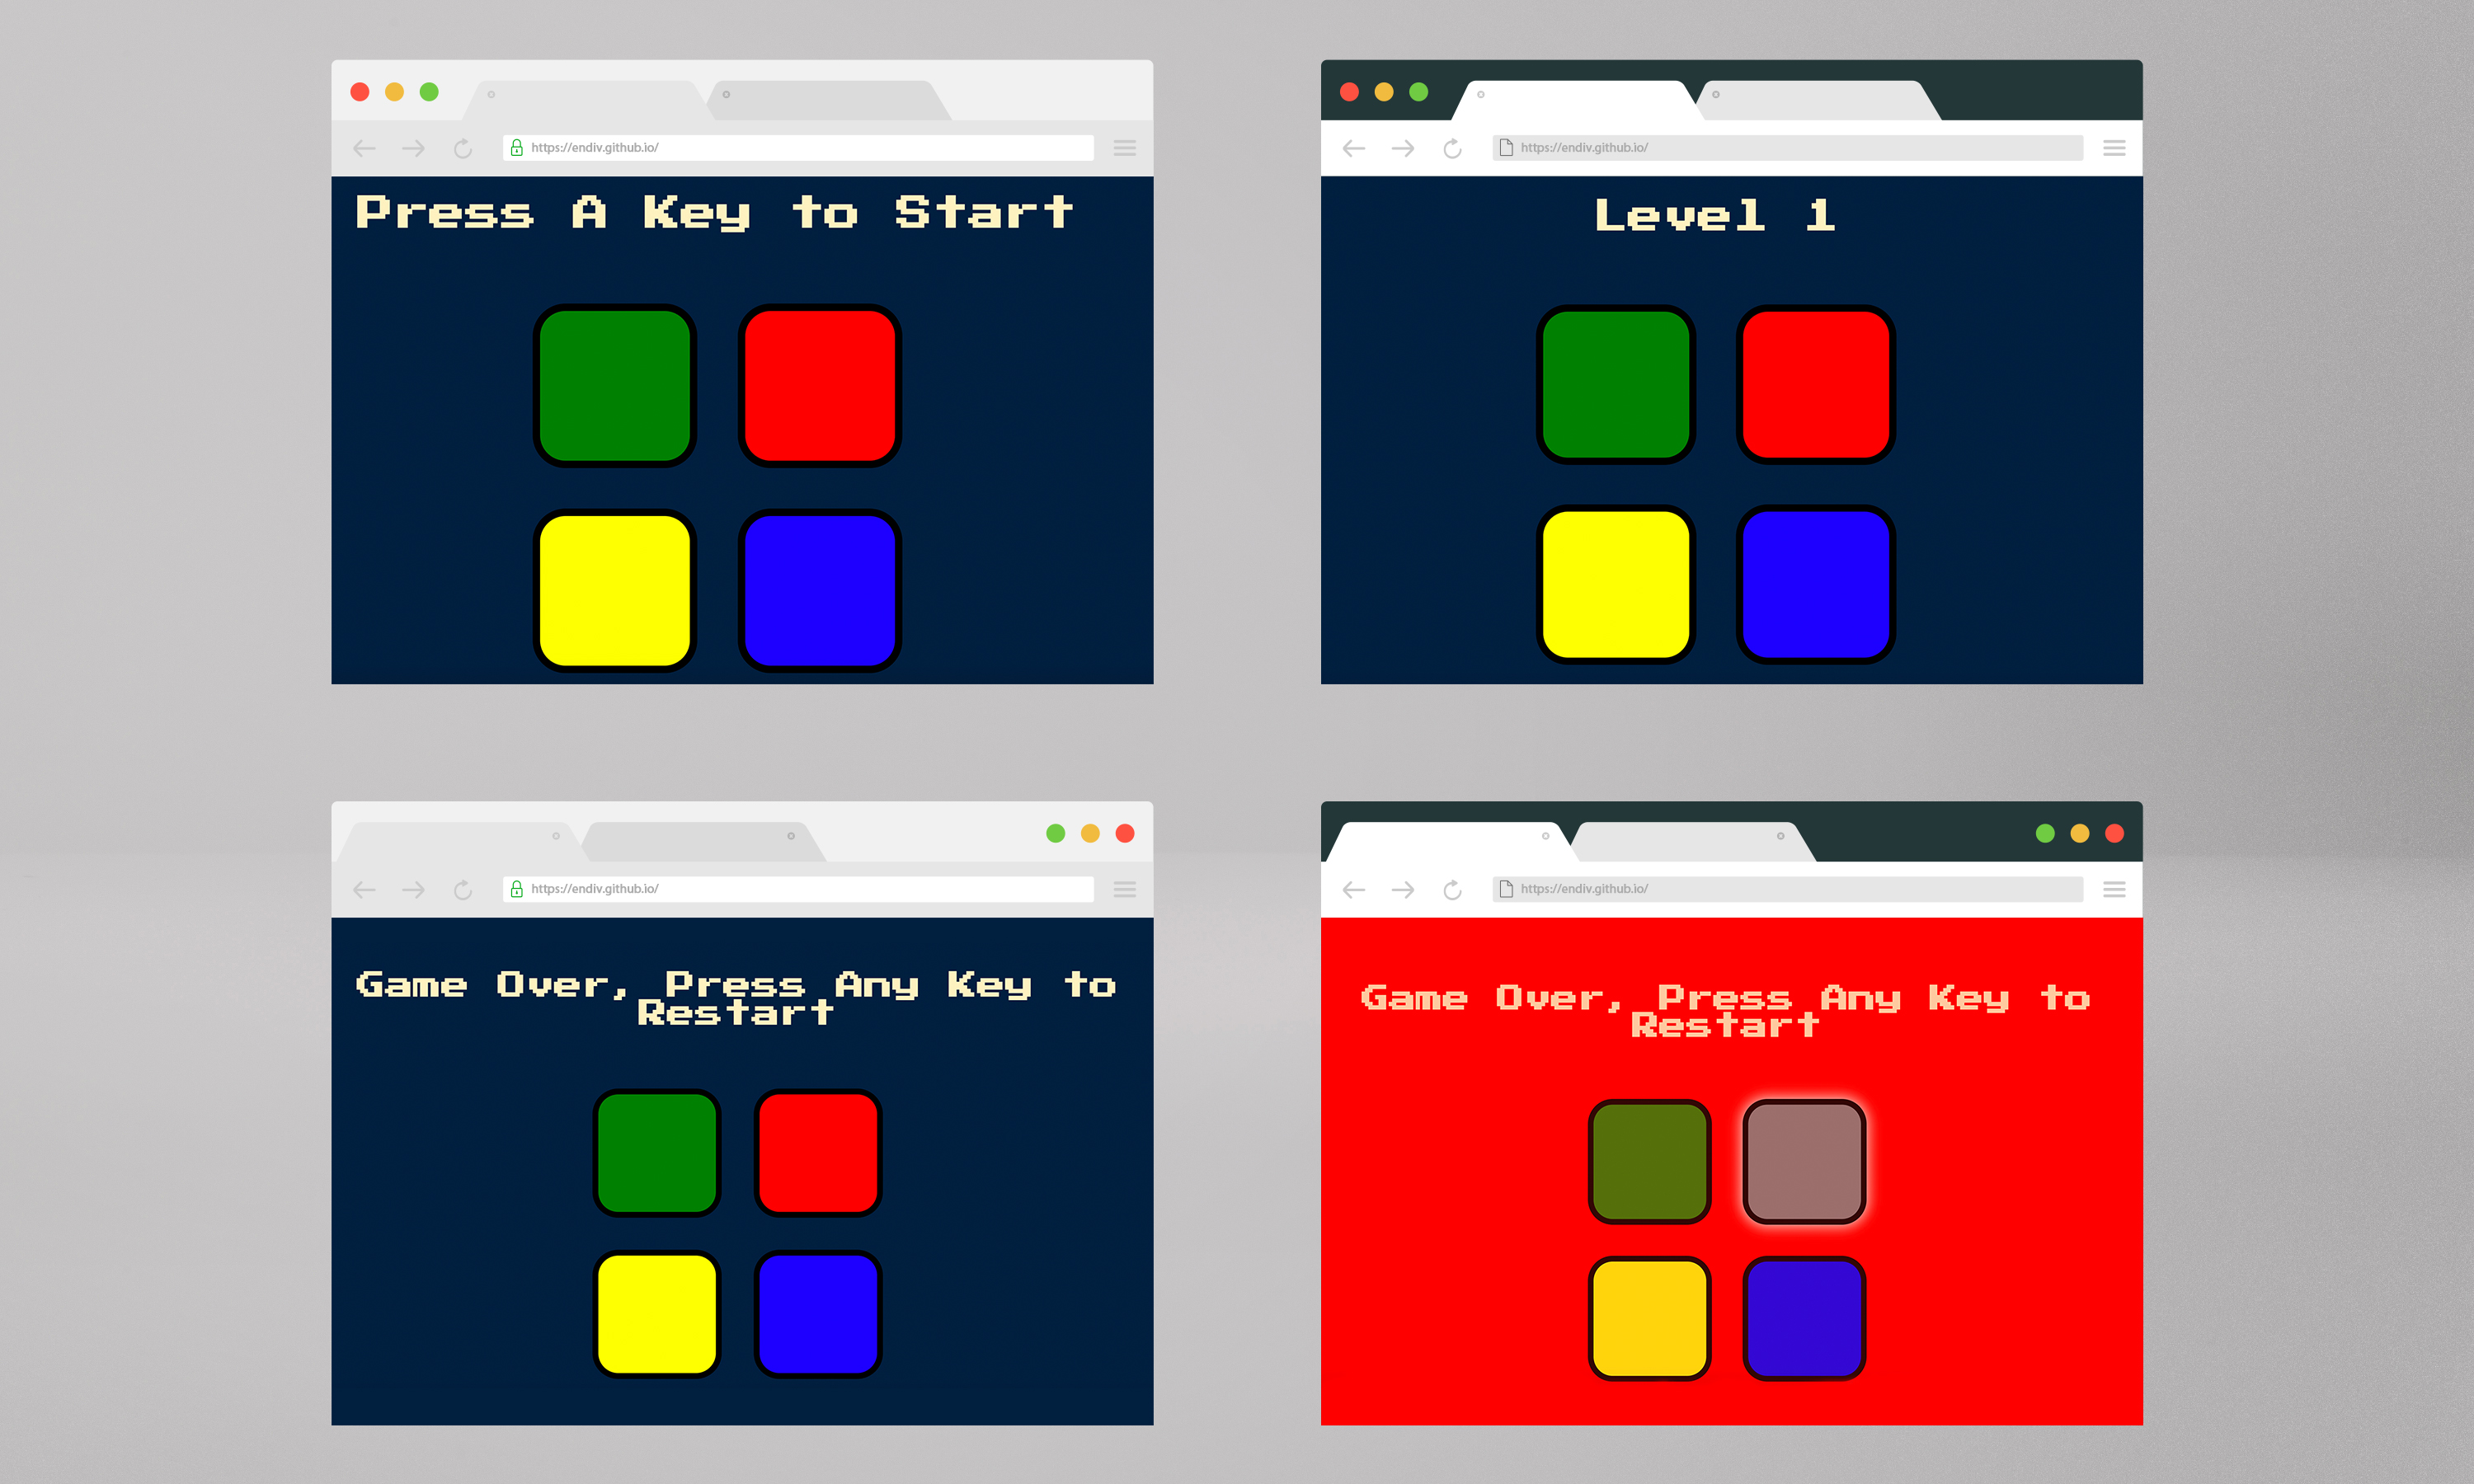 https://endiv.github.io/
Press A Key to Start
https://endiv.github.io/
Level 1
https://endiv.github.io/
Game Over, Press Any Key to
Restart
https://endiv.github.io/
Game Over, Press Any Key to
Restart